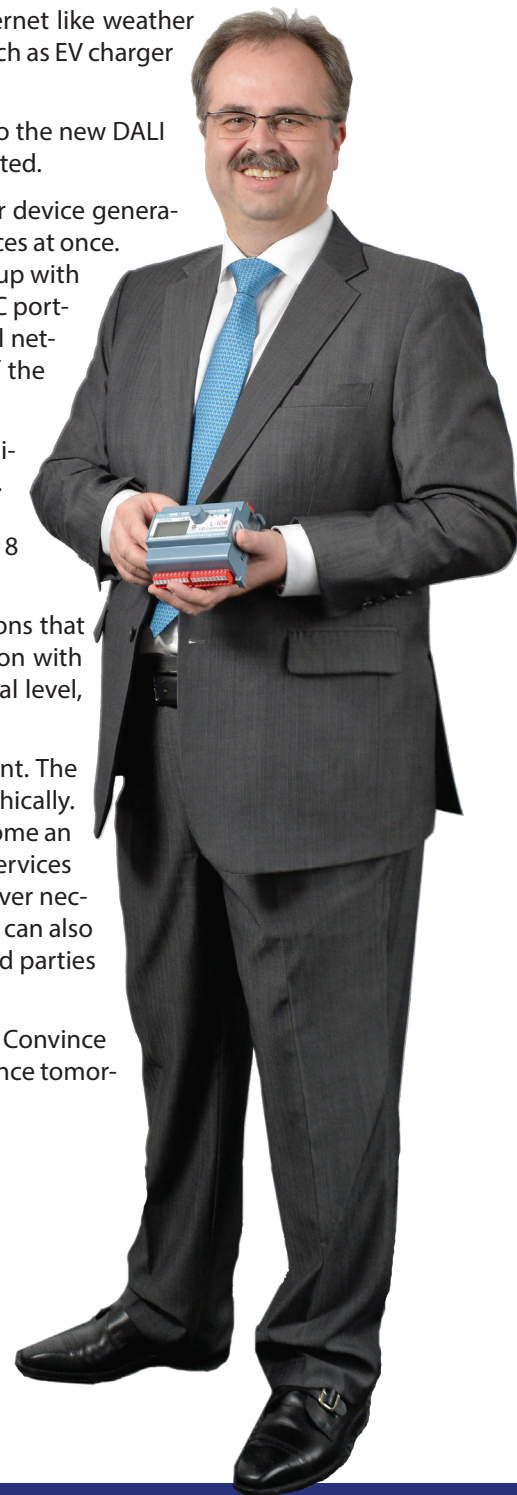 ernet like weather
ch as EV charger
o the new DALI
ted.
r device genera-
ces at once.
up with
C port-
l net-
the
i-
.
8
ons that
on with
al level,
nt. The
hically.
ome an
ervices
ver nec-
can also
d parties
Convince
nce tomor-
L-IOB
I/O Controller